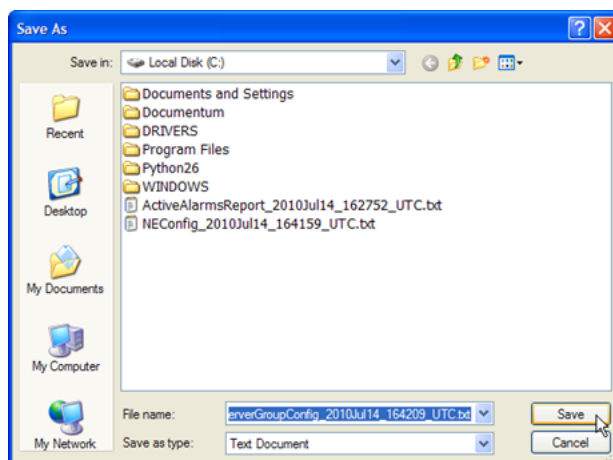 Save As
Save in: Local Disk (C:)
Recent
Desktop
My Documents
My Computer
My Network
Documents and Settings
Documentum
DRIVERS
Program Files
Python26
WINDOWS
ActiveAlarmsReport_2010Jul14_162752_UTC.txt
NEConfig_2010Jul14_164159_UTC.txt
File name: erverGroupConfig_2010Jul14_164209_UTC.txt
Save
Save as type: Text Document
Cancel